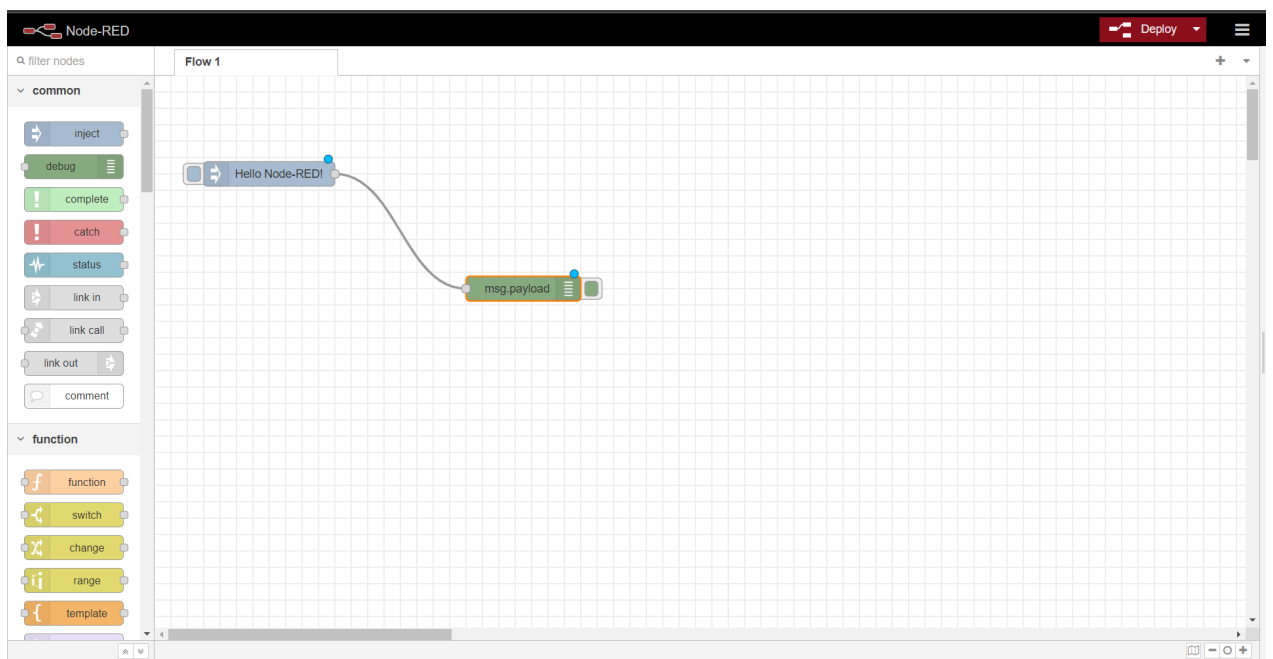 Node-RED
Deploy
filter nodes
Flow 1
common
inject
debug
complete
catch
status
link in
link call
link out
comment
function
function
switch
change
range
template
Hello Node-RED!
msg.payload